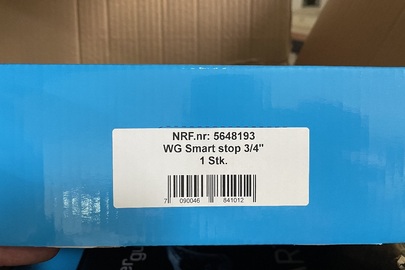 NRF.nr: 5648193
WG Smart stop 3/4"
1 Stk.
7 090046 841012